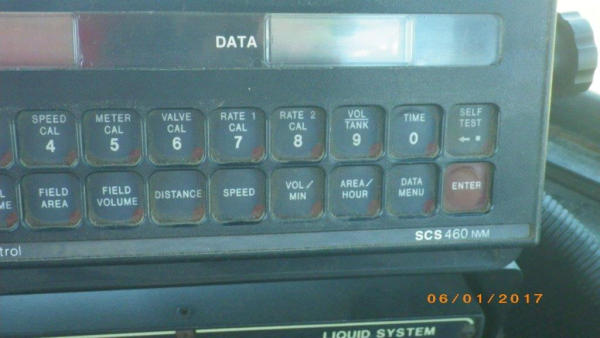 DATA
SPEED CAL 4
METER CAL 5
VALVE CAL 6
RATE 1 CAL 7
RATE 2 CAL 8
VOL TANK 9
TIME 0
SELF TEST ←
FIELD AREA
FIELD VOLUME
DISTANCE
SPEED
VOL/ MIN
AREA/ HOUR
DATA MENU
ENTER
SCS 460 NVM
06/01/2017
LIQUID SYSTEM